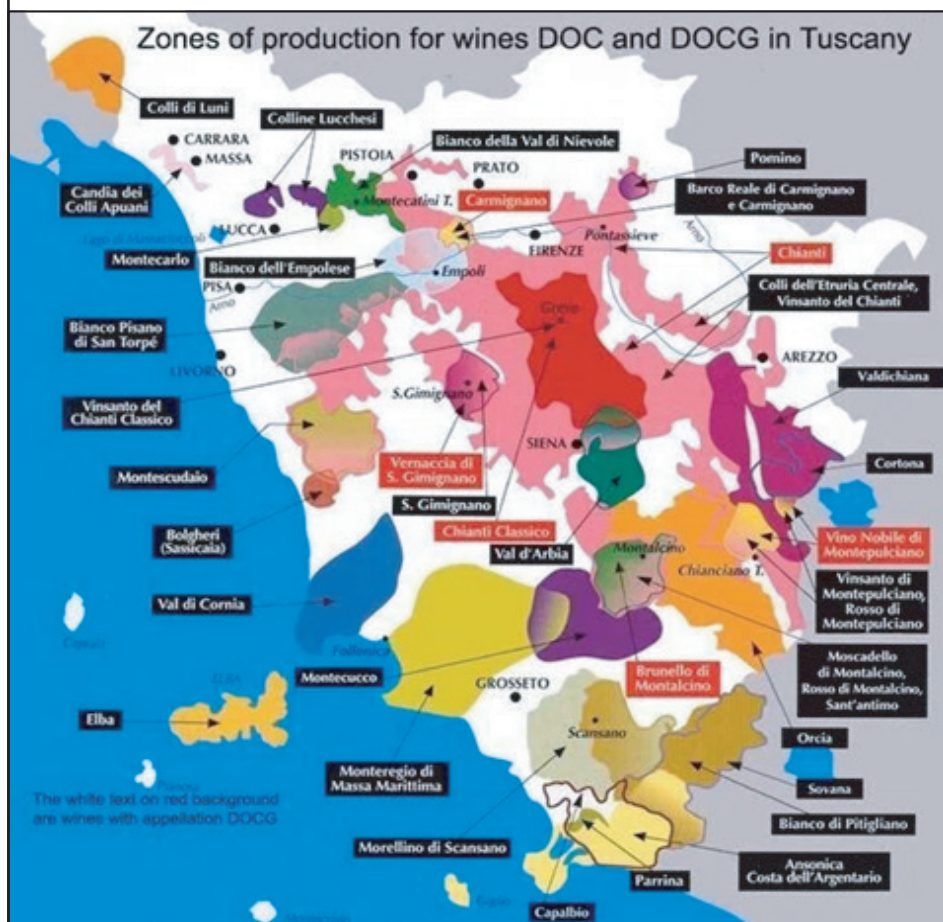 Zones of production for wines DOC and DOCG in Tuscany
Colli di Luni
CARRARA
MASSA
Colline Lucchesi
PISTOIA
Bianco della Val di Nievole
PRATO
Pomino
Candia dei
Colli Apuani
Montecatini T.
Carmignano
Barco Reale di Carmignano
e Carmignano
LUCCA
Montecarlo
Bianco dell'Empolese
FIRENZE
Pontassieve
Arno
Chianti
PISA
Arno
Empoli
Colli dell'Etruria Centrale,
Vinsanto del Chianti
Bianco Pisano
di San Torpé
Greve
LIVORNO
AREZZO
Valdichiana
S.Gimignano
Vinsanto del
Chianti Classico
SIENA
Vernaccia di
S. Gimignano
Cortona
Montescudaio
S. Gimignano
Chianti Classico
Val d'Arbia
Bolgheri
(Sassicaia)
Montalcino
Chianciano T.
Vino Nobile di
Montepulciano
Val di Cornia
Vinsanto di
Montepulciano,
Rosso di
Montepulciano
Follonica
Montecucco
GROSSETO
Brunello di
Montalcino
Moscadello
di Montalcino,
Rosso di Montalcino,
Sant'antimo
ELBA
Elba
Scansano
Orcia
Monteregio di
Massa Marittima
Sovana
The white text on red background
are wines with appellation DOCG
Bianco di Pitigliano
Morellino di Scansano
Ansonica
Costa dell'Argentario
Parrina
Capalbio